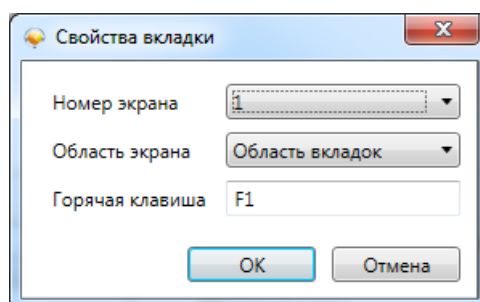 Свойства вкладки
Номер экрана 1
Область экрана Область вкладок
Горячая клавиша F1
OK Отмена